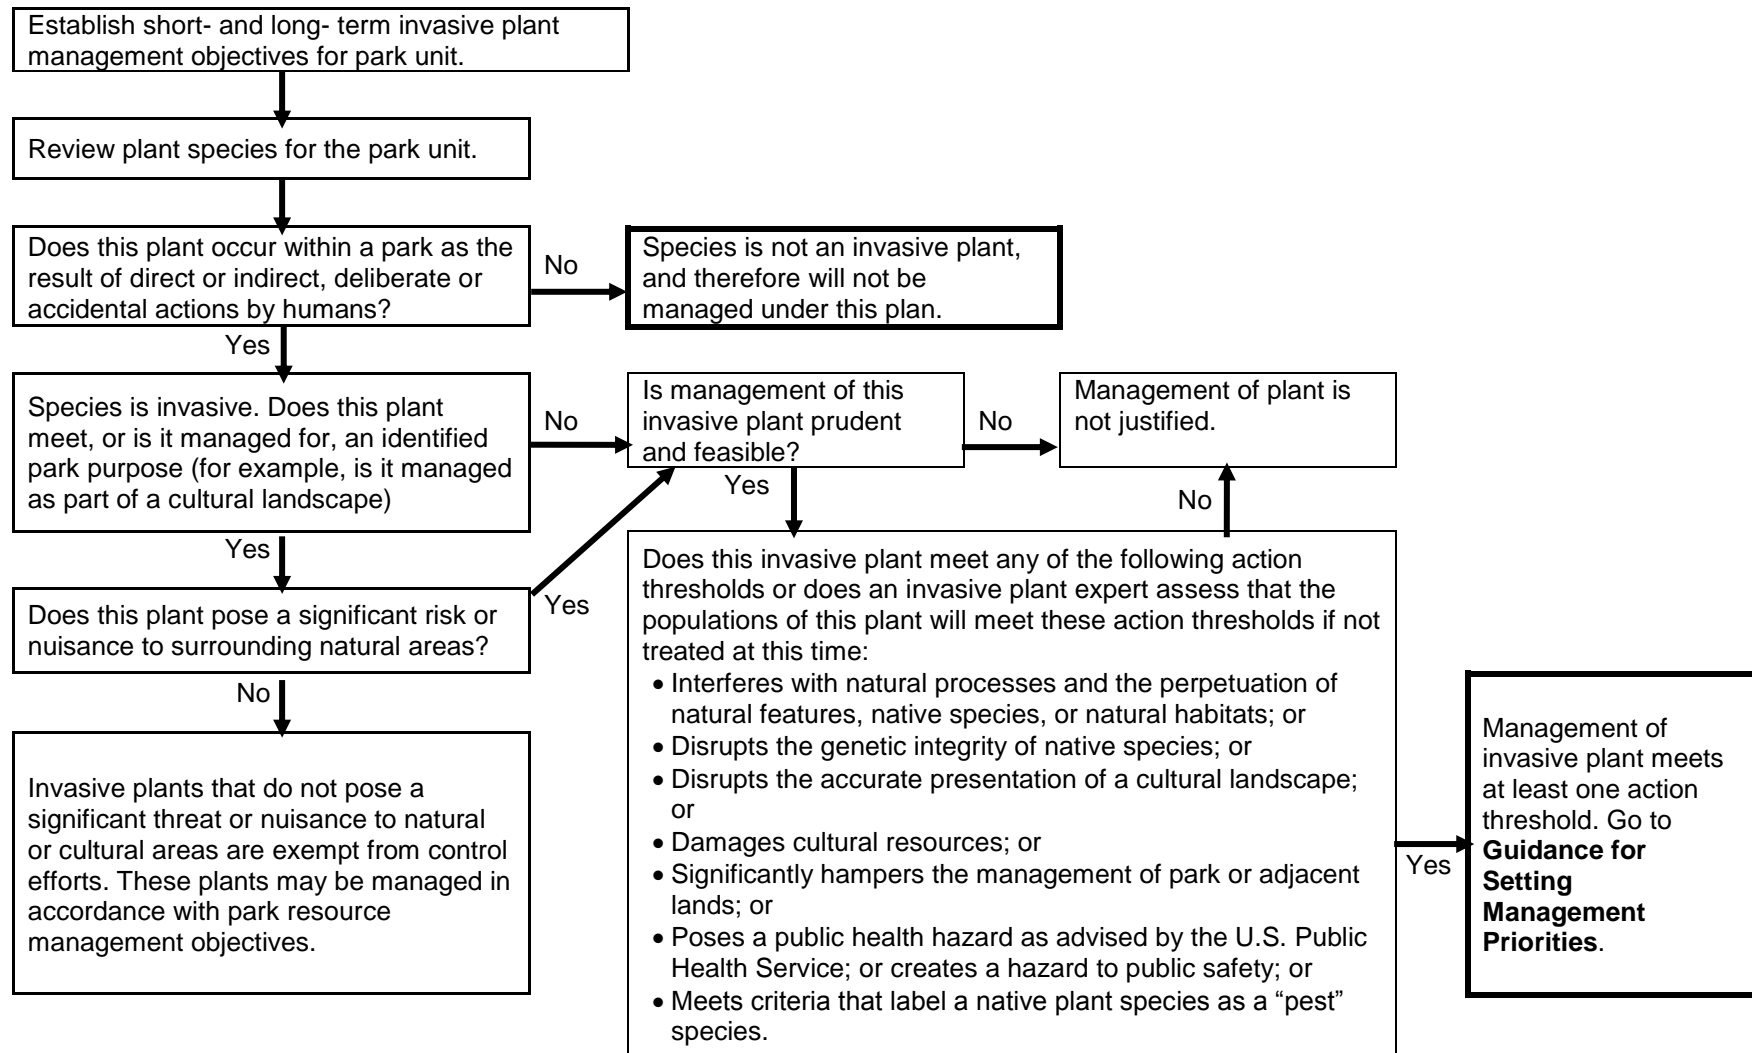 Establish short- and long- term invasive plant
management objectives for park unit.
Review plant species for the park unit.
Does this plant occur within a park as the
result of direct or indirect, deliberate or
accidental actions by humans?
No
Species is not an invasive plant,
and therefore will not be
managed under this plan.
Yes
Species is invasive. Does this plant
meet, or is it managed for, an identified
park purpose (for example, is it managed
as part of a cultural landscape)
No
Is management of this
invasive plant prudent
and feasible?
No
Management of plant is
not justified.
Yes
Yes
No
Does this plant pose a significant risk or
nuisance to surrounding natural areas?
Yes
No
Invasive plants that do not pose a
significant threat or nuisance to natural
or cultural areas are exempt from control
efforts. These plants may be managed in
accordance with park resource
management objectives.
Does this invasive plant meet any of the following action
thresholds or does an invasive plant expert assess that the
populations of this plant will meet these action thresholds if not
treated at this time:
• Interferes with natural processes and the perpetuation of
natural features, native species, or natural habitats; or
• Disrupts the genetic integrity of native species; or
• Disrupts the accurate presentation of a cultural landscape;
or
• Damages cultural resources; or
• Significantly hampers the management of park or adjacent
lands; or
• Poses a public health hazard as advised by the U.S. Public
Health Service; or creates a hazard to public safety; or
• Meets criteria that label a native plant species as a “pest”
species.
Yes
Management of
invasive plant meets
at least one action
threshold. Go to
Guidance for
Setting
Management
Priorities.